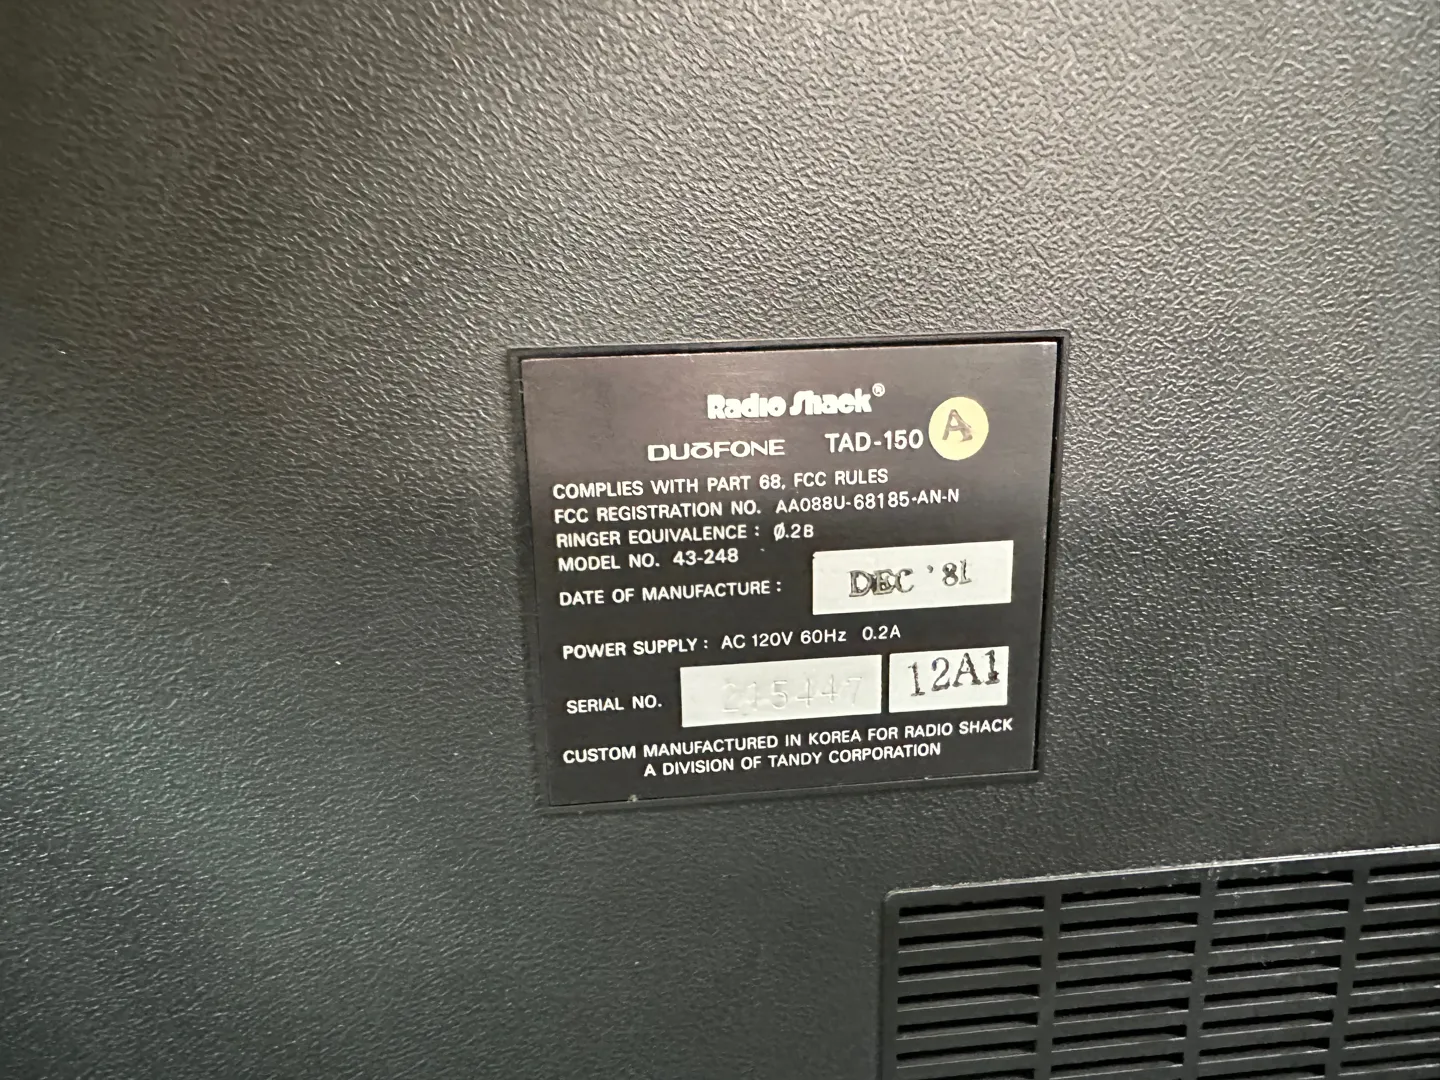 Radio Shack®
DUōFONE TAD-150 A
COMPLIES WITH PART 68, FCC RULES
FCC REGISTRATION NO. AA088U-68185-AN-N
RINGER EQUIVALENCE : Ø.2B
MODEL NO. 43-248
DATE OF MANUFACTURE : DEC '81
POWER SUPPLY : AC 120V 60Hz 0.2A
SERIAL NO. 215447 12A1
CUSTOM MANUFACTURED IN KOREA FOR RADIO SHACK
A DIVISION OF TANDY CORPORATION